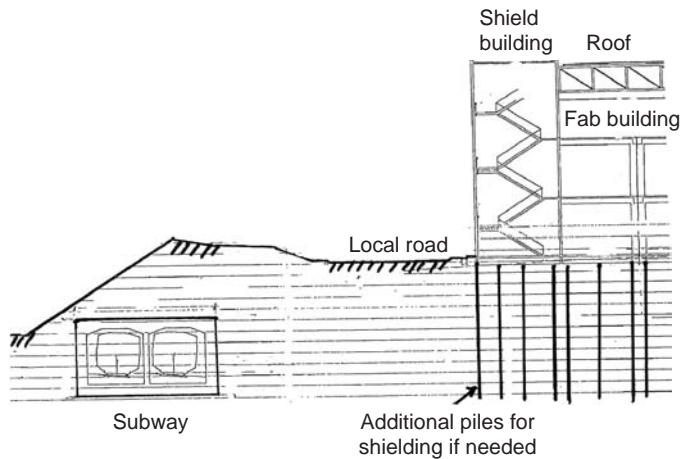 Shield
building
Roof
Fab building
Local road
Subway
Additional piles for
shielding if needed